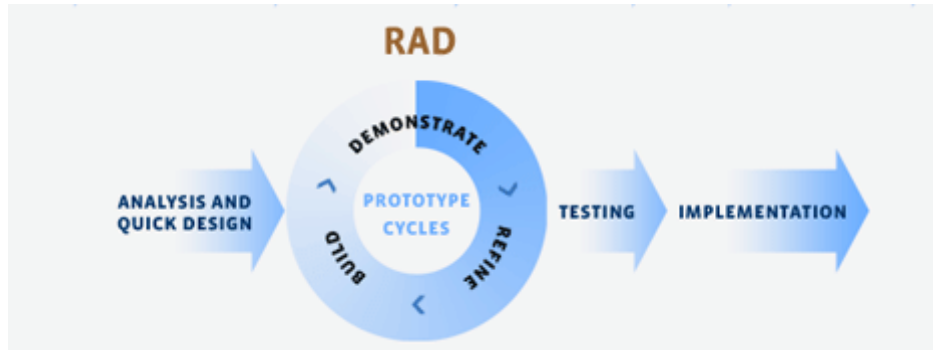 RAD
ANALYSIS AND
QUICK DESIGN
DEMONSTRATE
REFINE
BUILD
PROTOTYPE
CYCLES
TESTING
IMPLEMENTATION